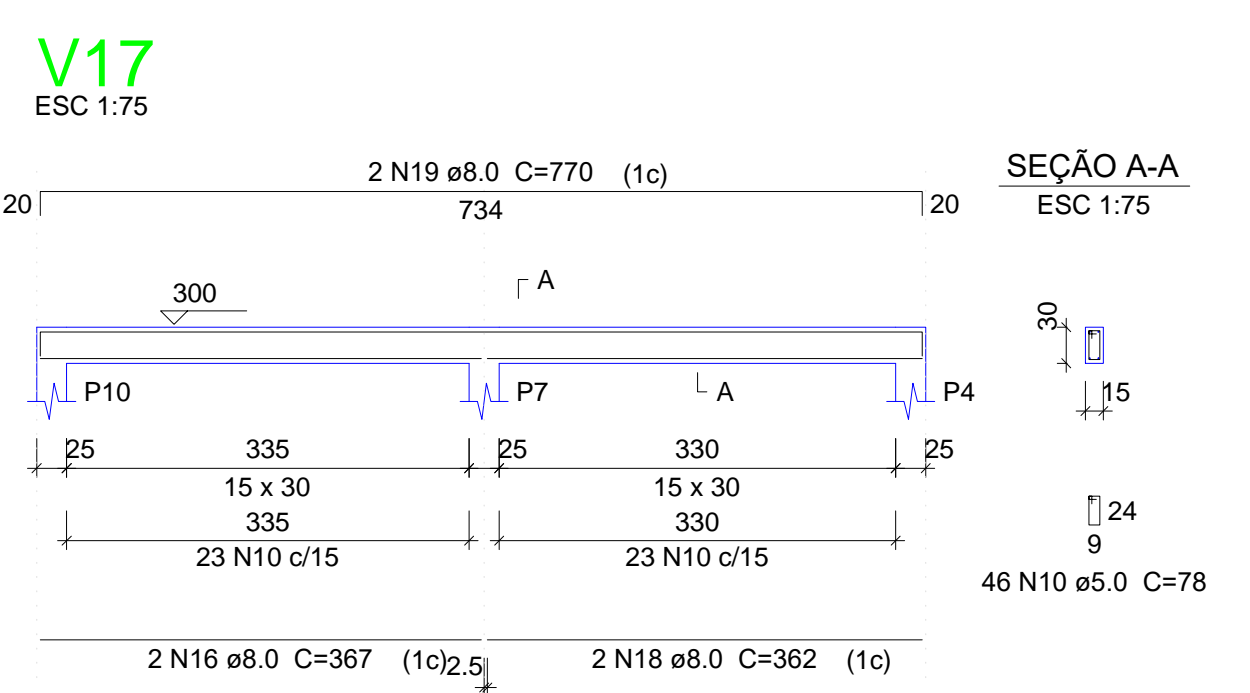 V17
ESC 1:75
2 N19 ø8.0 C=770 (1c)
20
734
20
SEÇÃO A-A
ESC 1:75
A
300
30
P10
P7
A
P4
15
25
335
25
330
25
15 x 30
15 x 30
335
330
23 N10 c/15
23 N10 c/15
24
9
46 N10 ø5.0 C=78
2 N16 ø8.0 C=367 (1c)
2.5
2 N18 ø8.0 C=362 (1c)